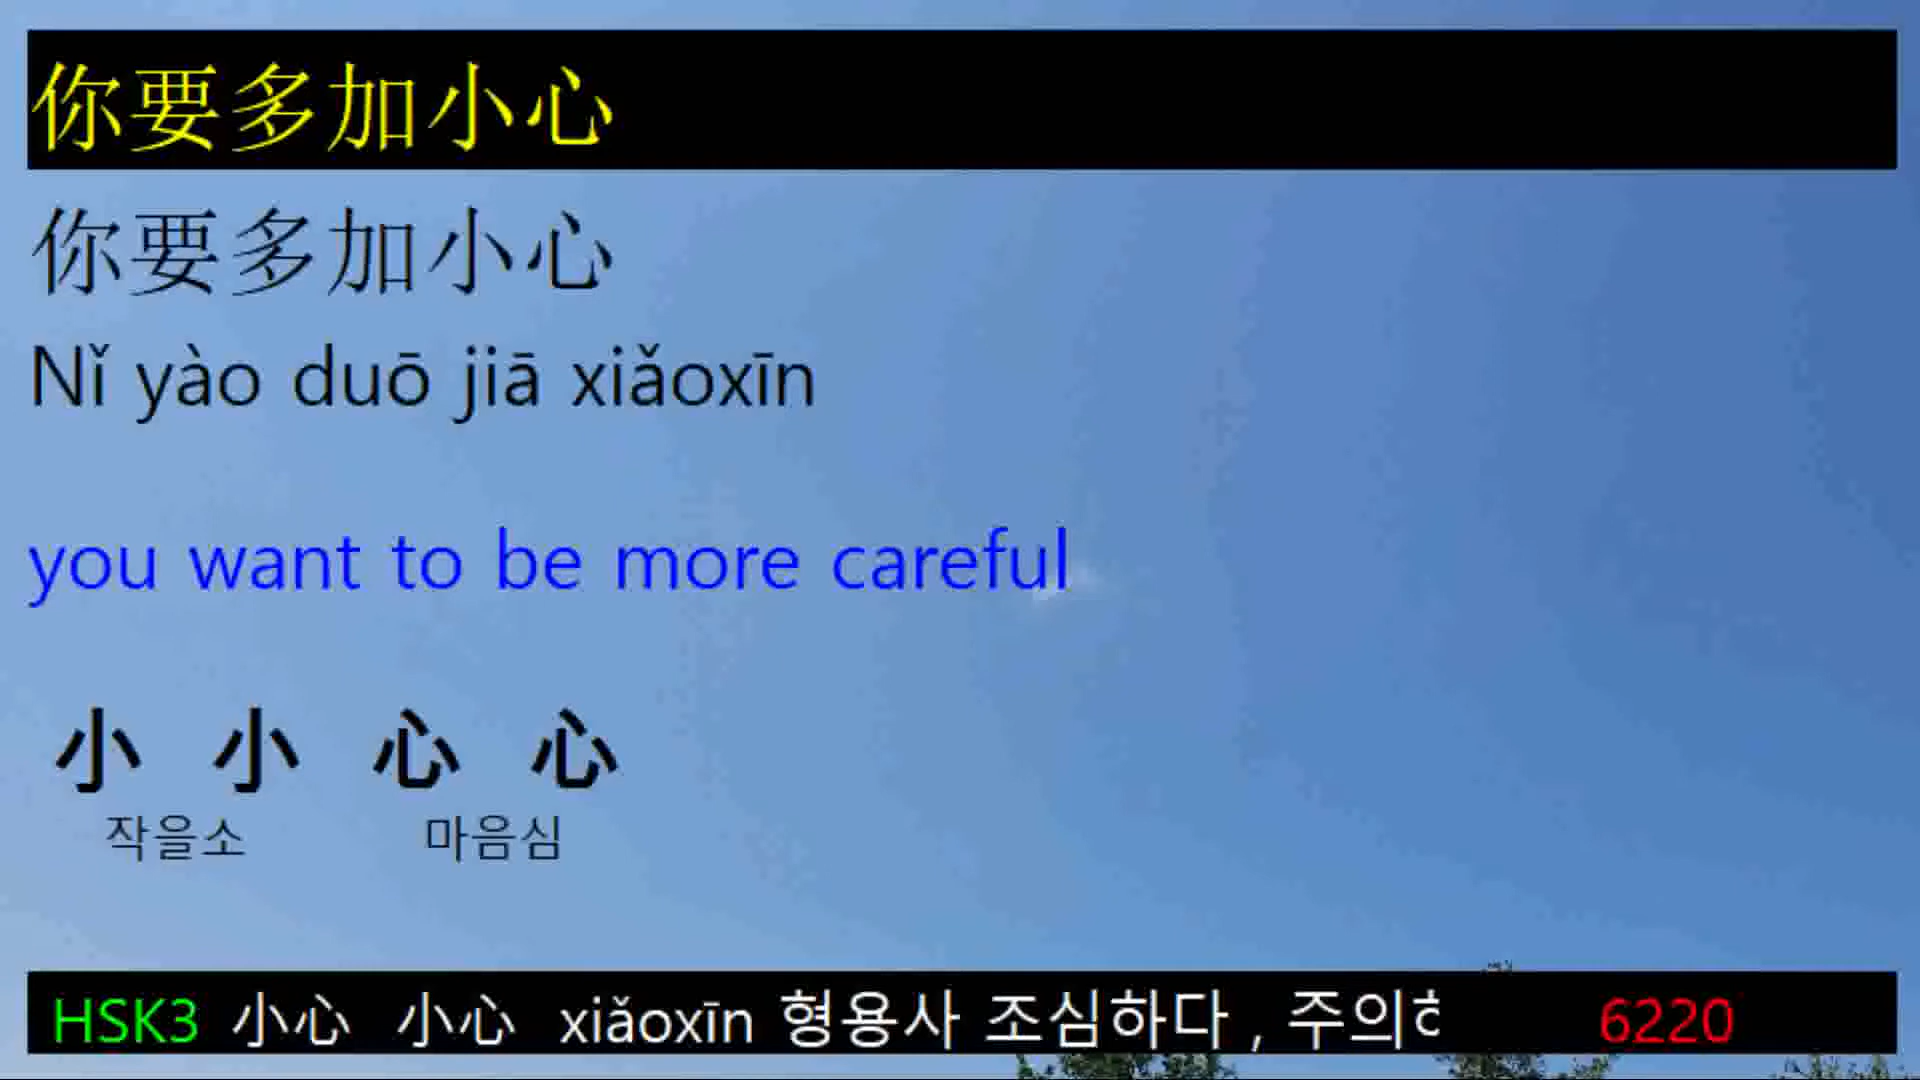 你要多加小心
你要多加小心
Nǐ yào duō jiā xiǎoxīn
you want to be more careful
小 小 心 心
작을소 마음심
HSK3 小心 小心 xiǎoxīn 형용사 조심하다 , 주의 6220